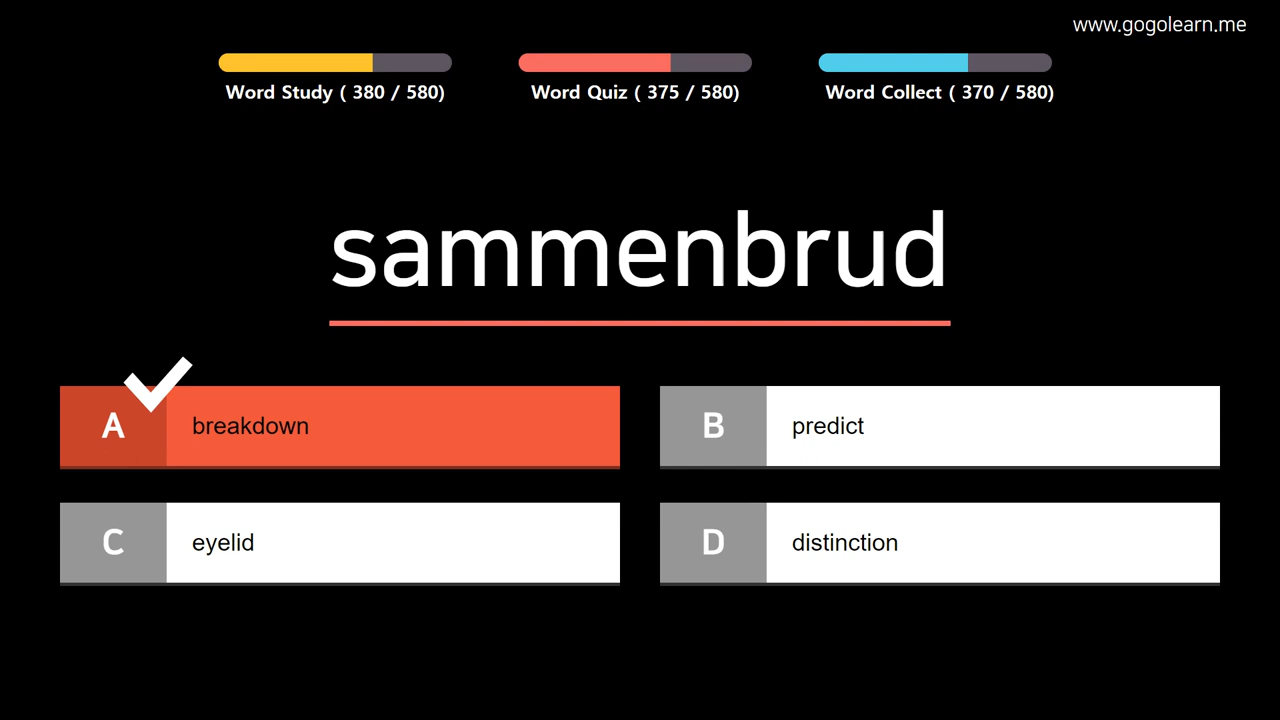 www.gogolearn.me
Word Study ( 380 / 580)
Word Quiz ( 375 / 580)
Word Collect ( 370 / 580)
sammenbrud
A breakdown
B predict
C eyelid
D distinction